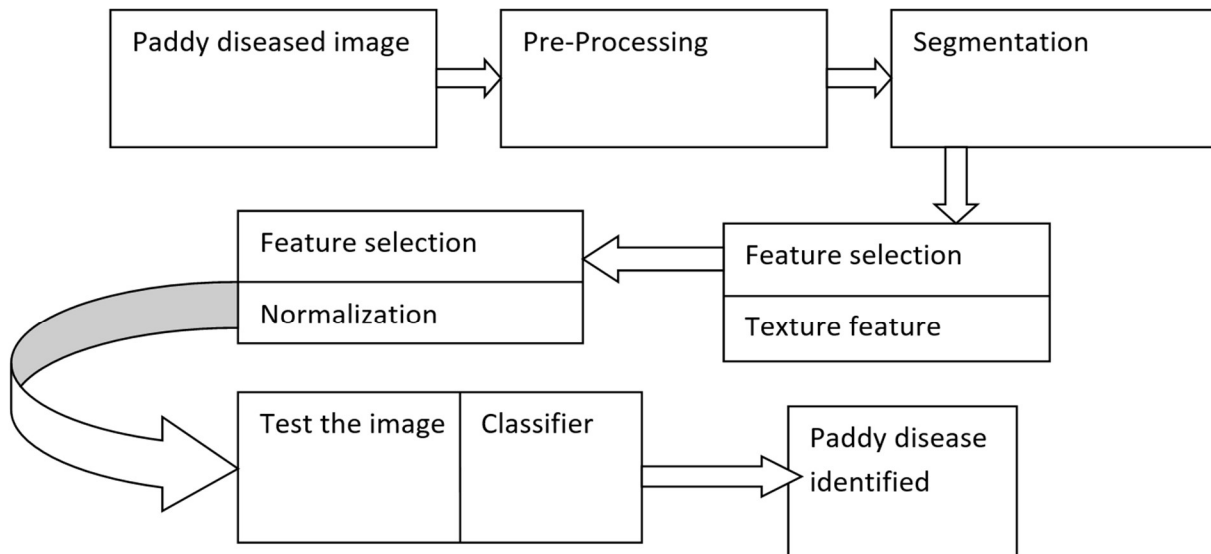 Paddy diseased image
Pre-Processing
Segmentation
Feature selection
Texture feature
Feature selection
Normalization
Test the image
Classifier
Paddy disease
identified